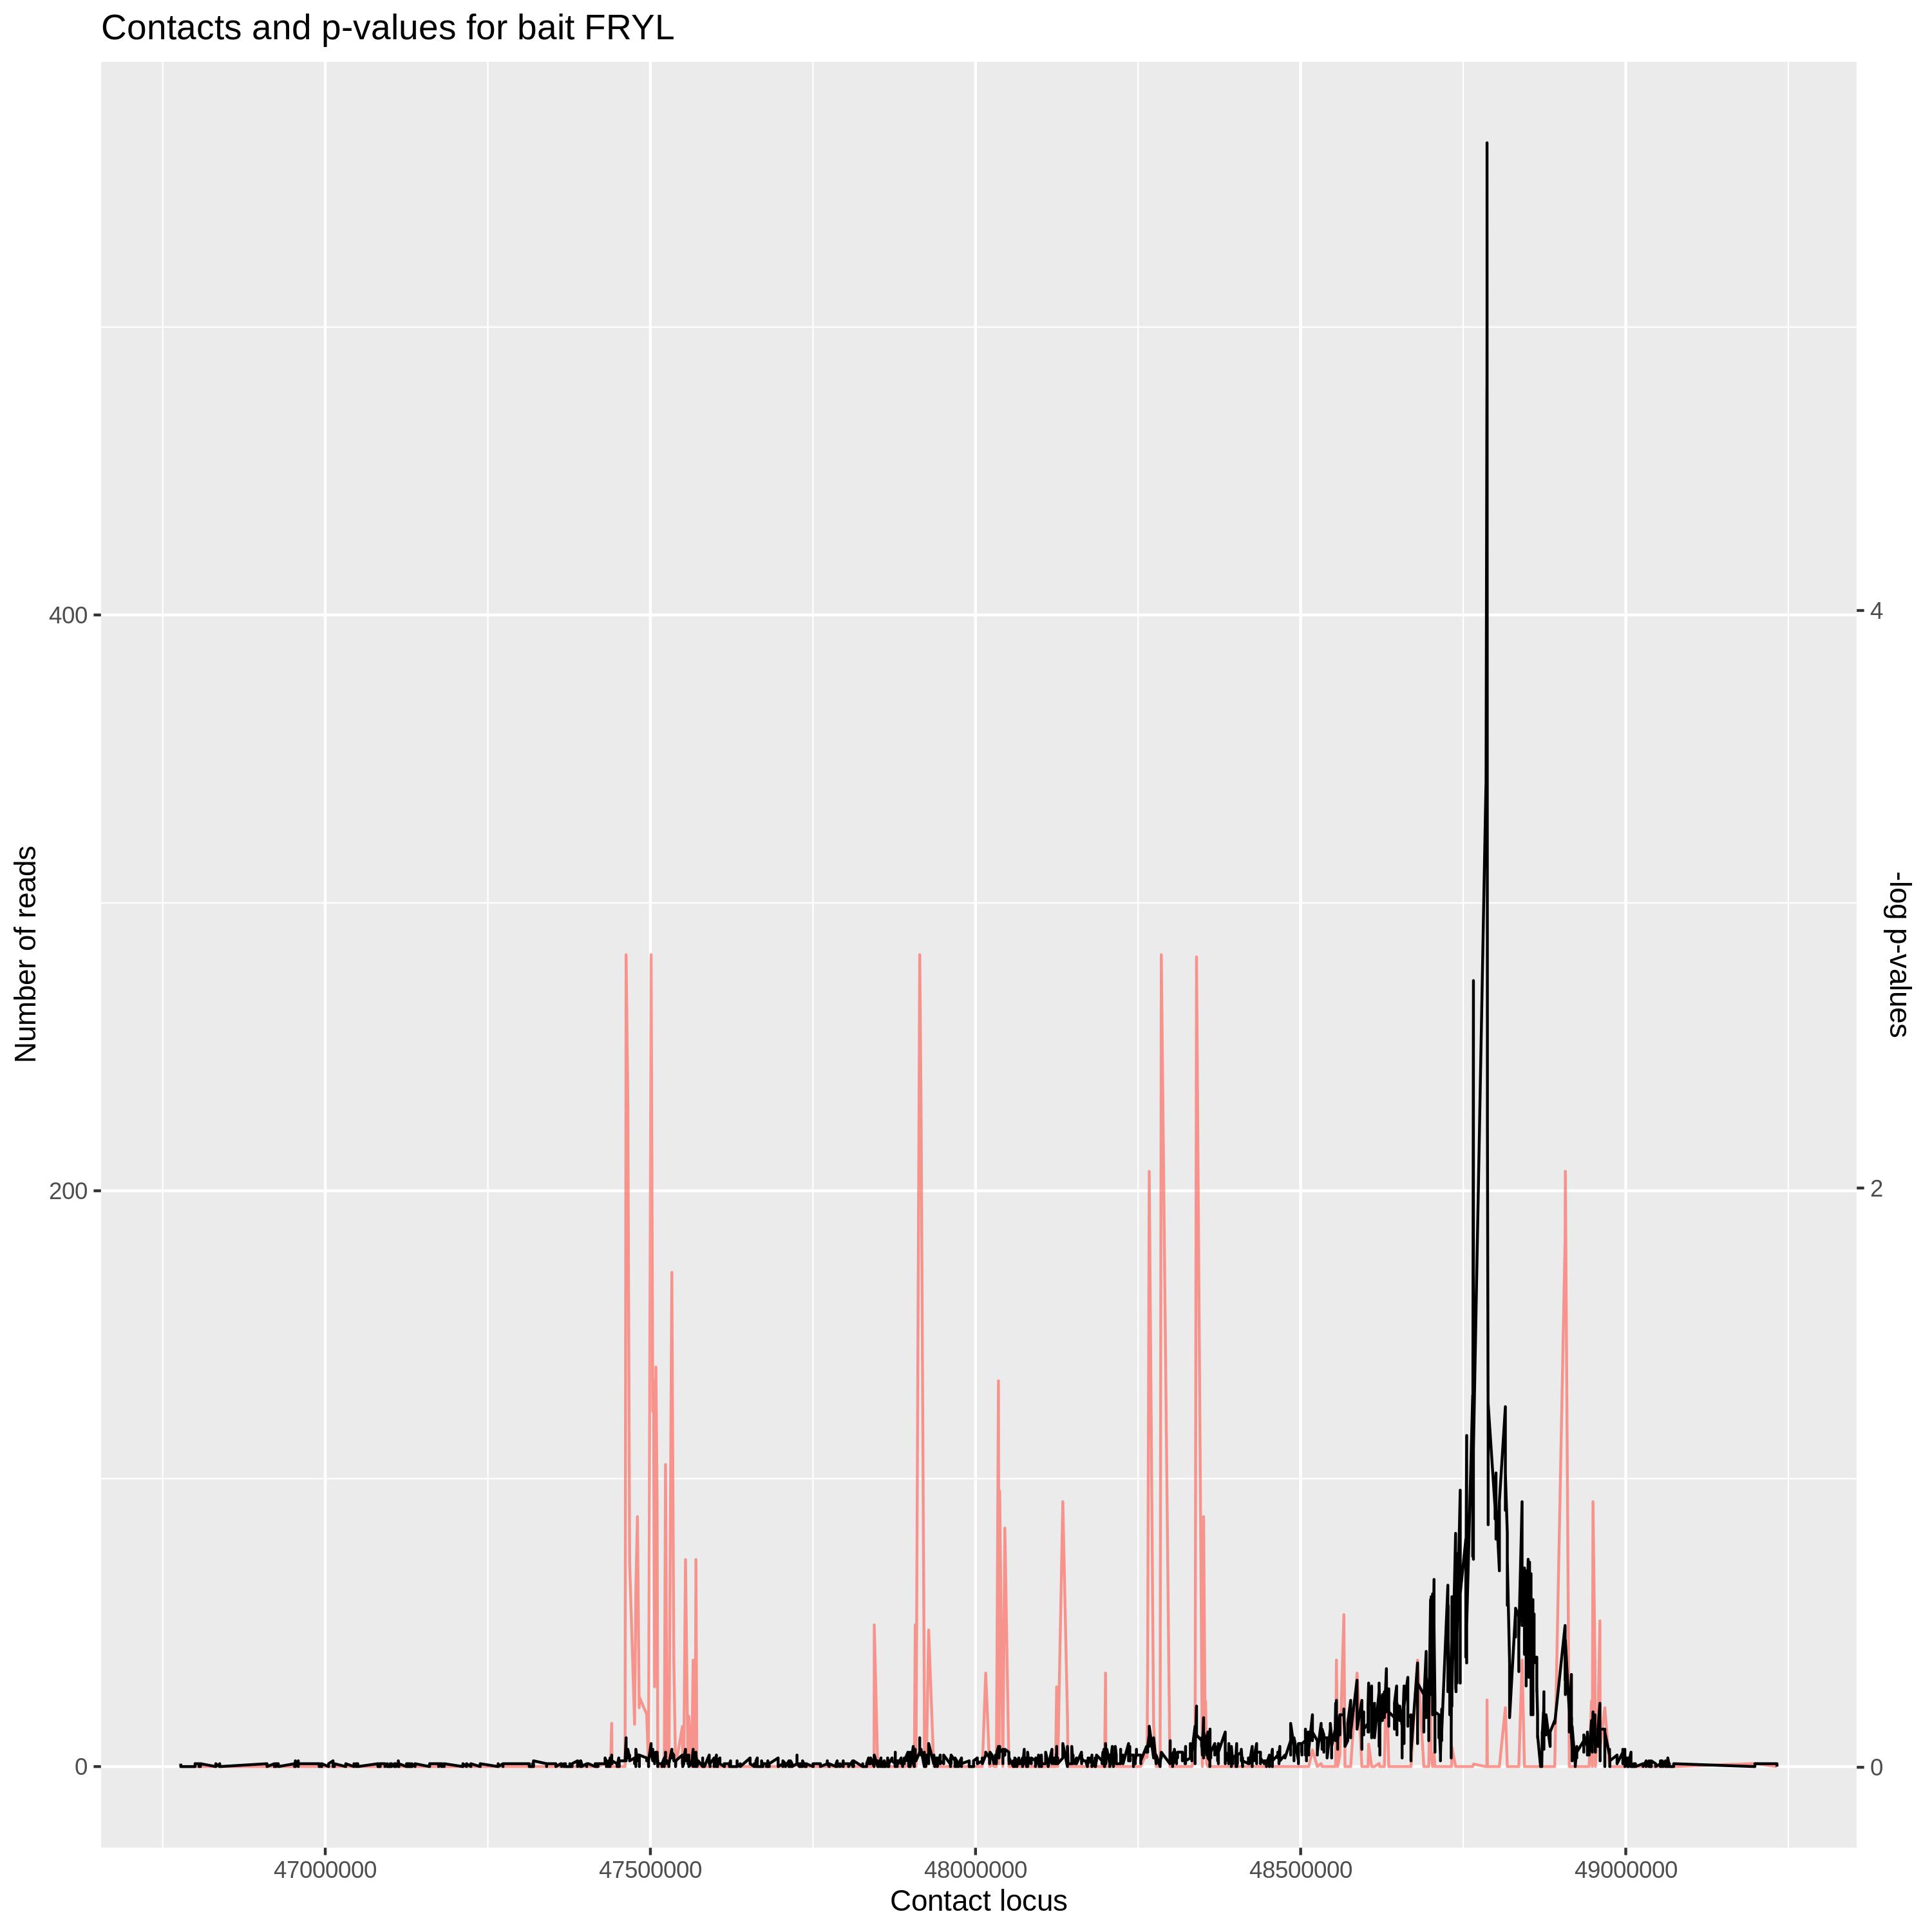 Contacts and p-values for bait FRYL
Number of reads
400
200
0
4
2
0
-log p-values
47000000
47500000
48000000
48500000
49000000
Contact locus